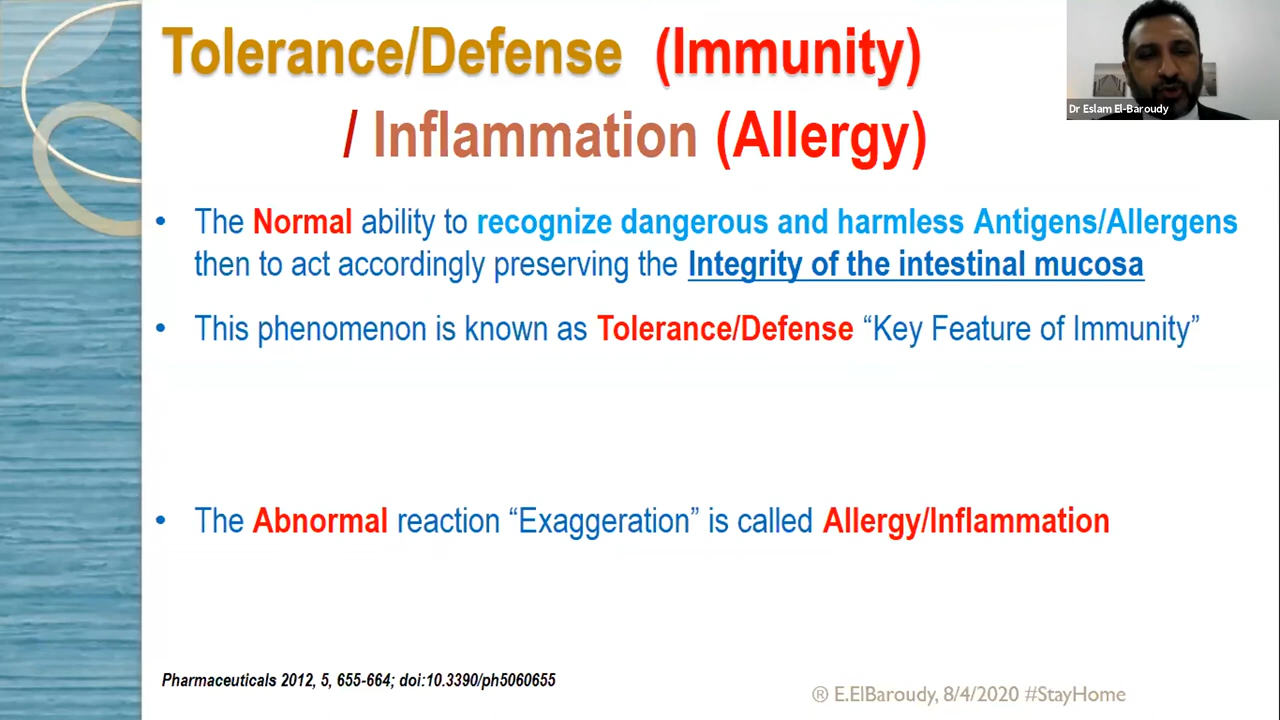 Tolerance/Defense (Immunity)
/ Inflammation (Allergy)
Dr Eslam El-Baroudy
• The Normal ability to recognize dangerous and harmless Antigens/Allergens
then to act accordingly preserving the Integrity of the intestinal mucosa
• This phenomenon is known as Tolerance/Defense “Key Feature of Immunity”
• The Abnormal reaction “Exaggeration” is called Allergy/Inflammation
Pharmaceuticals 2012, 5, 655-664; doi:10.3390/ph5060655
® E.ElBaroudy, 8/4/2020 #StayHome